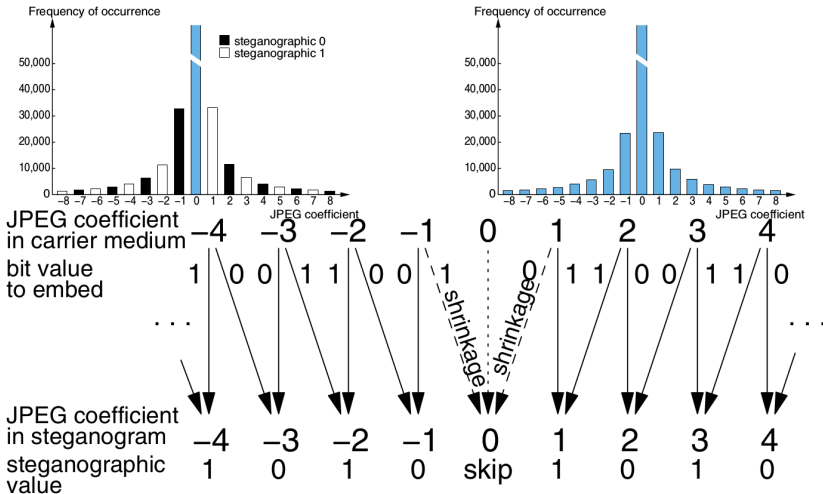 Frequency of occurrence
steganographic 0
steganographic 1
50,000
40,000
30,000
20,000
10,000
0
−8 −7 −6 −5 −4 −3 −2 −1 0 1 2 3 4 5 6 7 8
JPEG coefficient
Frequency of occurrence
50,000
40,000
30,000
20,000
10,000
0
−8 −7 −6 −5 −4 −3 −2 −1 0 1 2 3 4 5 6 7 8
JPEG coefficient
JPEG coefficient
in carrier medium
−4 −3 −2 −1 0 1 2 3 4
bit value
to embed
1 0 0 1 1 0 0 1 0 1 1 0 0 1 1 0
shrinkage
shrinkage
. . .
. . .
JPEG coefficient
in steganogram
−4 −3 −2 −1 0 1 2 3 4
steganographic
value
1 0 1 0 skip 1 0 1 0